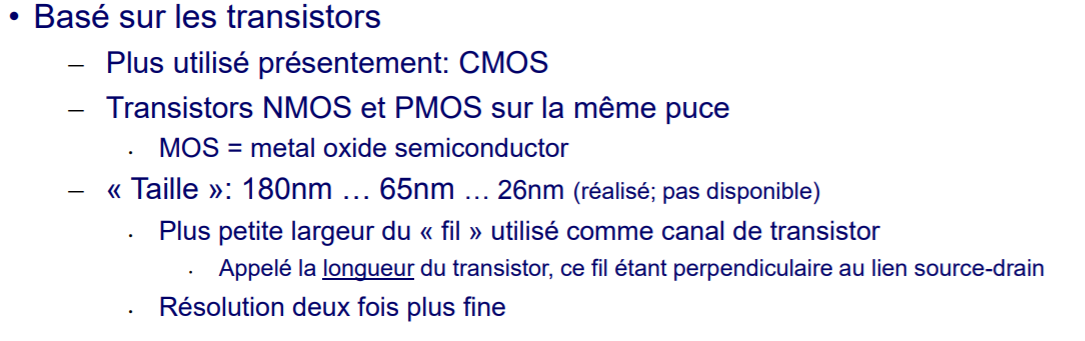 • Basé sur les transistors
– Plus utilisé présentement: CMOS
– Transistors NMOS et PMOS sur la même puce
. MOS = metal oxide semiconductor
– « Taille »: 180nm … 65nm … 26nm (réalisé; pas disponible)
. Plus petite largeur du « fil » utilisé comme canal de transistor
. Appelé la longueur du transistor, ce fil étant perpendiculaire au lien source-drain
. Résolution deux fois plus fine